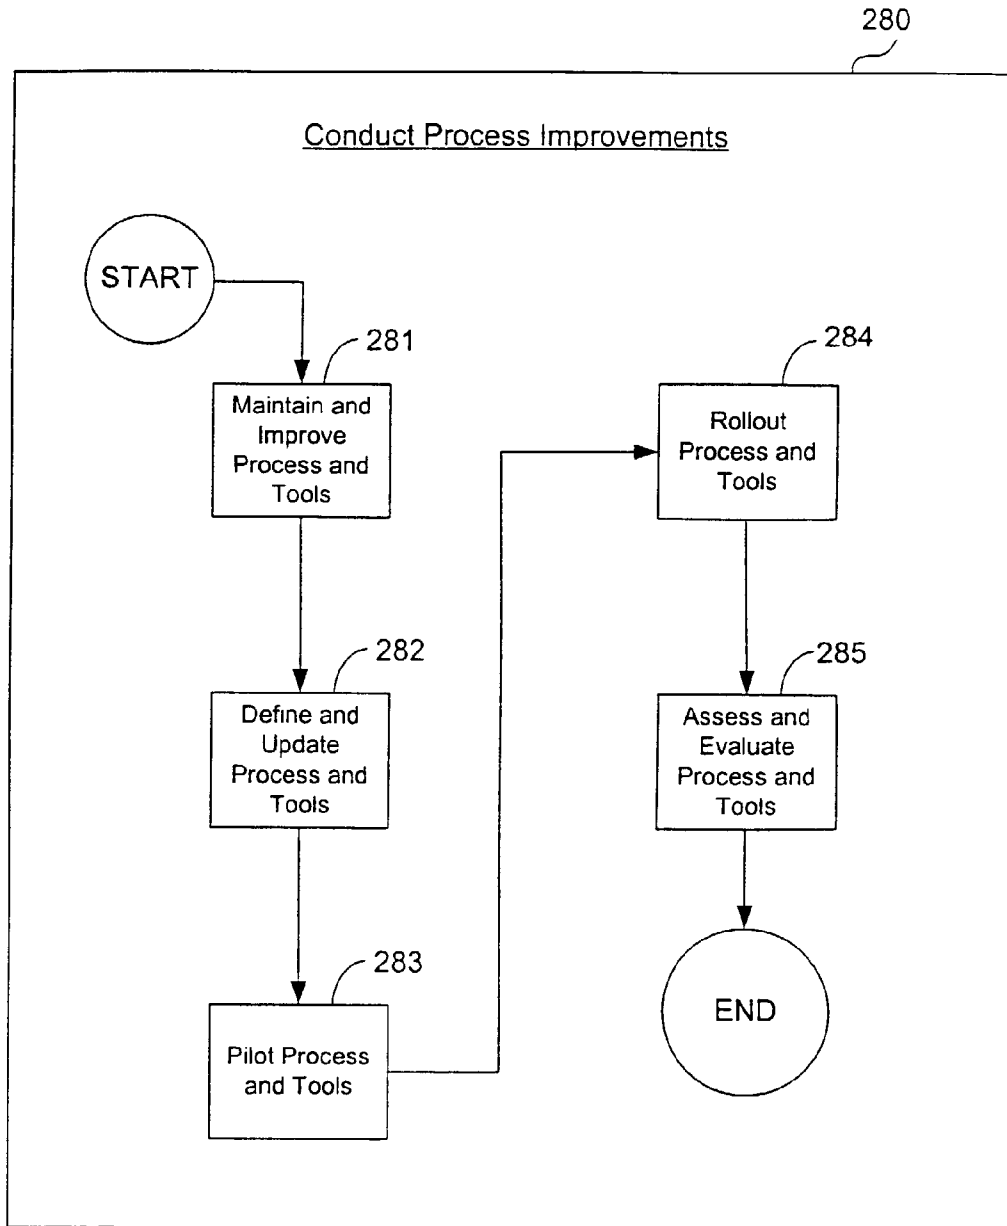 280
Conduct Process Improvements
START
281
Maintain and
Improve
Process and
Tools
282
Define and
Update
Process and
Tools
283
Pilot Process
and Tools
284
Rollout
Process and
Tools
285
Assess and
Evaluate
Process and
Tools
END